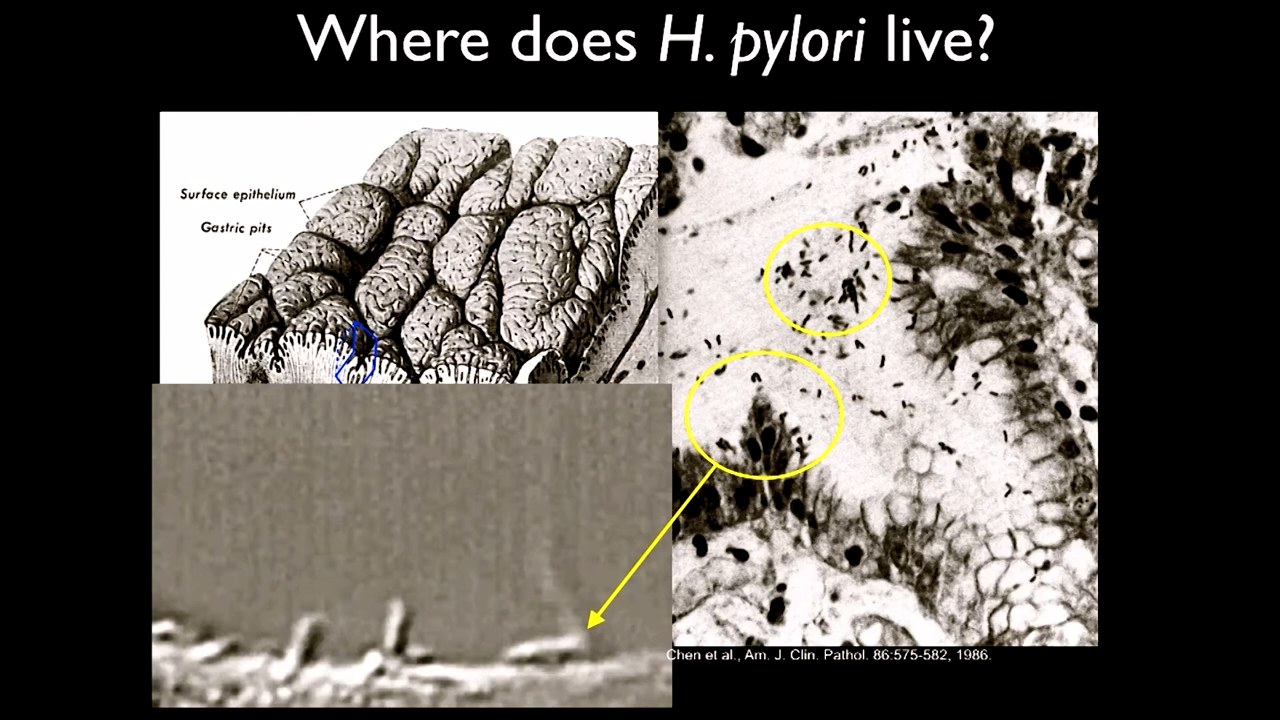 Where does H. pylori live?
Surface epithelium
Gastric pits
Chen et al., Am. J. Clin. Pathol. 86:575-582, 1986.